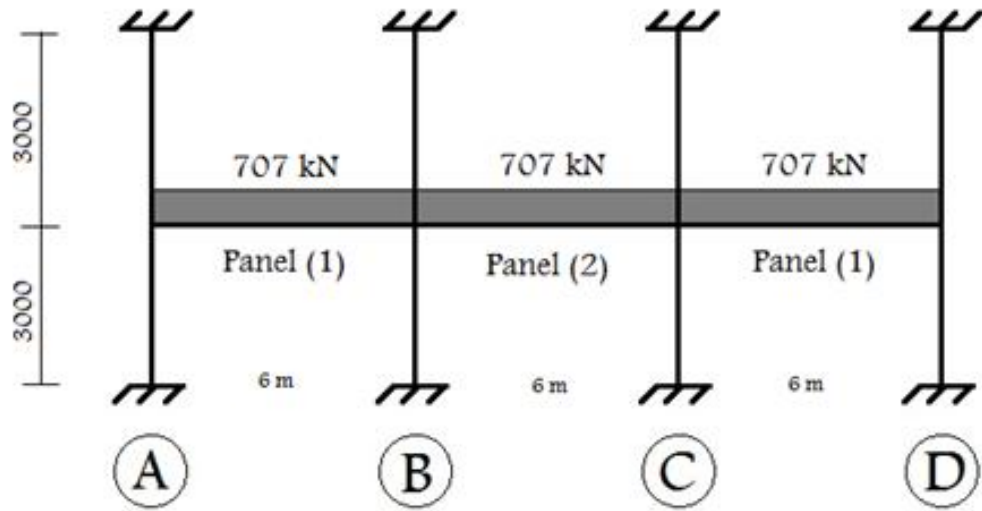 3000
707 kN 707 kN 707 kN
Panel (1) Panel (2) Panel (1)
3000
6 m 6 m 6 m
A B C D